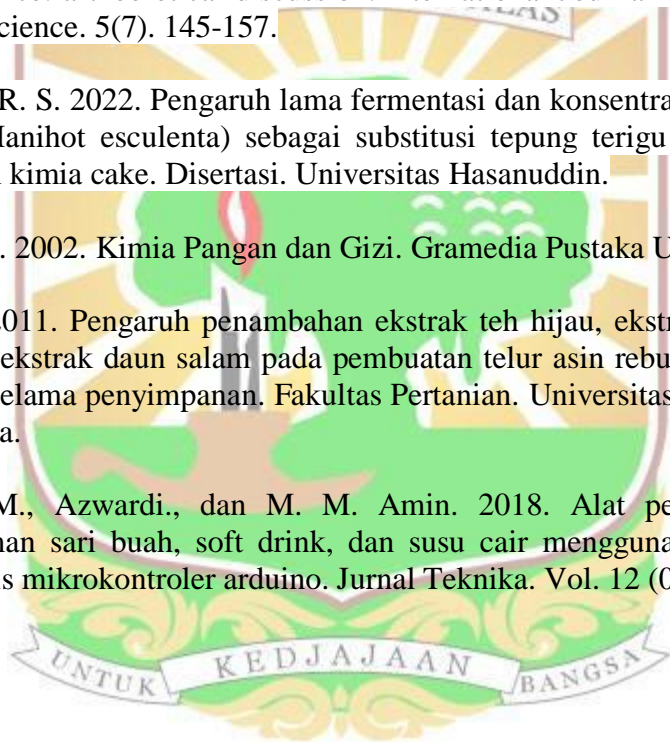 cience. 5(7). 145-157.
R. S. 2022. Pengaruh lama fermentasi dan konsentra
Manihot esculenta) sebagai substitusi tepung terigu
kimia cake. Disertasi. Universitas Hasanuddin.
. 2002. Kimia Pangan dan Gizi. Gramedia Pustaka U
2011. Pengaruh penambahan ekstrak teh hijau, ekstr
ekstrak daun salam pada pembuatan telur asin rebu
elama penyimpanan. Fakultas Pertanian. Universitas
a.
M., Azwardi., dan M. M. Amin. 2018. Alat pe
nan sari buah, soft drink, dan susu cair mengguna
is mikrokontroler arduino. Jurnal Teknika. Vol. 12 (0
UNTUK KEDJAJAAN BANGSA